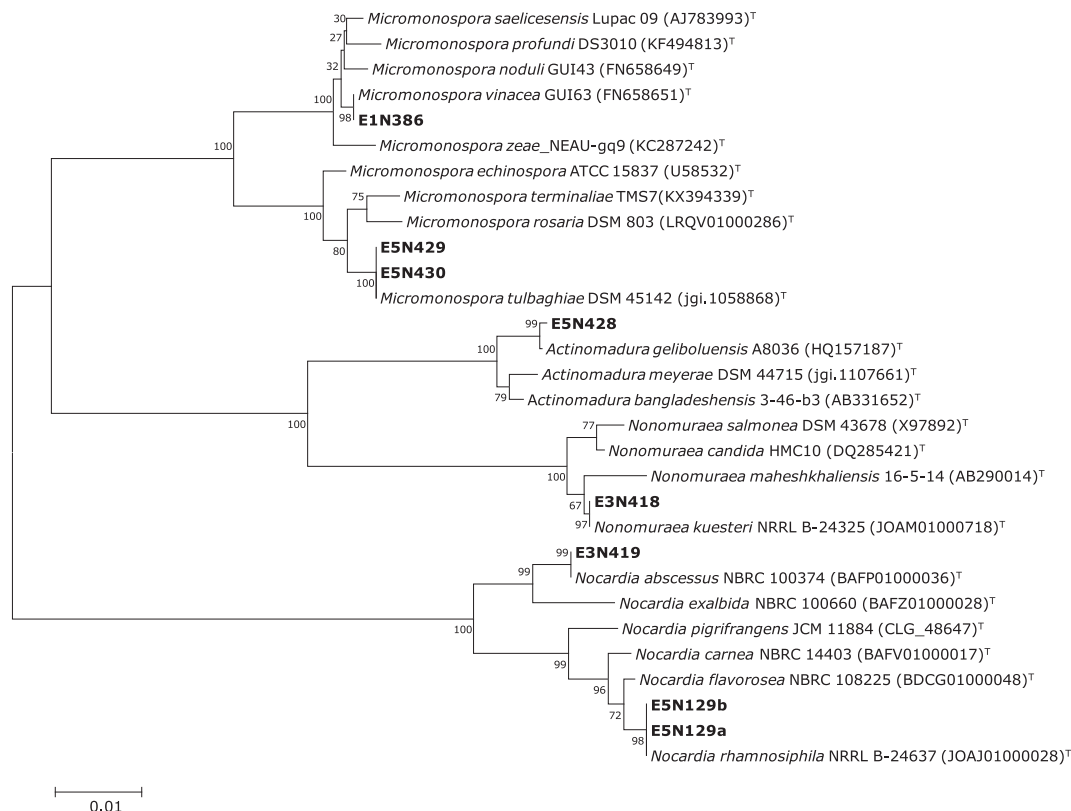 30
Micromonospora saelicesensis Lupac 09 (AJ783993)ᵀ
27
Micromonospora profundi DS3010 (KF494813)ᵀ
32
Micromonospora noduli GUI43 (FN658649)ᵀ
100
Micromonospora vinacea GUI63 (FN658651)ᵀ
98
E1N386
100
Micromonospora zeae_NEAU-gq9 (KC287242)ᵀ
Micromonospora echinospora ATCC 15837 (U58532)ᵀ
75
Micromonospora terminaliae TMS7(KX394339)ᵀ
100
Micromonospora rosaria DSM 803 (LRQV01000286)ᵀ
80
E5N429
E5N430
100
Micromonospora tulbaghiae DSM 45142 (jgi.1058868)ᵀ
99
E5N428
100
Actinomadura geliboluensis A8036 (HQ157187)ᵀ
Actinomadura meyerae DSM 44715 (jgi.1107661)ᵀ
79
Actinomadura bangladeshensis 3-46-b3 (AB331652)ᵀ
100
77
Nonomuraea salmonea DSM 43678 (X97892)ᵀ
Nonomuraea candida HMC10 (DQ285421)ᵀ
100
Nonomuraea maheshkhaliensis 16-5-14 (AB290014)ᵀ
67
E3N418
97
Nonomuraea kuesteri NRRL B-24325 (JOAM01000718)ᵀ
99
E3N419
99
Nocardia abscessus NBRC 100374 (BAFP01000036)ᵀ
Nocardia exalbida NBRC 100660 (BAFZ01000028)ᵀ
100
Nocardia pigrifrangens JCM 11884 (CLG_48647)ᵀ
99
Nocardia carnea NBRC 14403 (BAFV01000017)ᵀ
96
Nocardia flavorosea NBRC 108225 (BDCG01000048)ᵀ
72
E5N129b
E5N129a
98
Nocardia rhamnosiphila NRRL B-24637 (JOAJ01000028)ᵀ
0.01